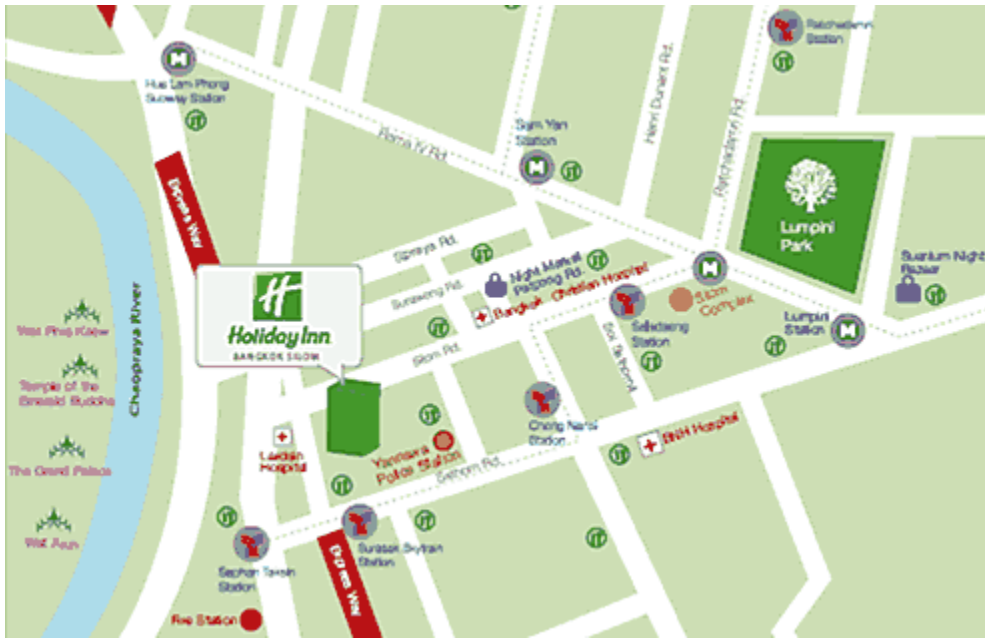 Ratchadamri
Station
M
Hua Lam Phong
Subway Station
Rama IV Rd.
Sam Yan
Station
M
Henri Dunant Rd.
Ratchadamri Rd.
Lumpini
Park
Express Way
Sipraya Rd.
Surawong Rd.
Night Market
Patpong Rd.
Bangkok Christian Hospital
M
Silom
Complex
Suanlum Night
Bazaar
Lumpini
Station
M
H
Holiday Inn
BANGKOK SILOM
Saladaeng
Station
Silom Rd.
Chaopraya River
Wat Phra Kaew
Temple of the
Emerald Buddha
The Grand Palace
Wat Arun
Chong Nonsi
Station
BNH Hospital
Lerdsin
Hospital
Yannawa
Police Station
Sathorn Rd.
Surasak Skytrain
Station
Saphan Taksin
Station
Express Way
Fire Station